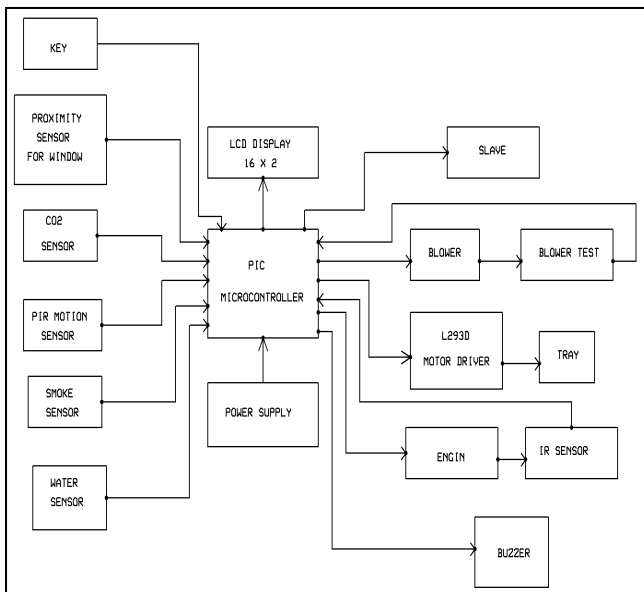 KEY
PROXIMITY
SENSOR
FOR WINDOW
LCD DISPLAY
16 X 2
SLAVE
CO2
SENSOR
PIC
MICROCONTROLLER
BLOWER
BLOWER TEST
PIR MOTION
SENSOR
L293D
MOTOR DRIVER
TRAY
SMOKE
SENSOR
POWER SUPPLY
ENGIN
IR SENSOR
WATER
SENSOR
BUZZER